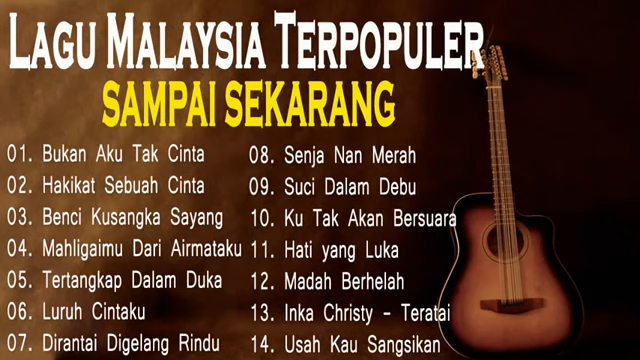 LAGU MALAYSIA TERPOPULER
SAMPAI SEKARANG
01. Bukan Aku Tak Cinta
02. Hakikat Sebuah Cinta
03. Benci Kusangka Sayang
04. Mahligaimu Dari Airmataku
05. Tertangkap Dalam Duka
06. Luruh Cintaku
07. Dirantai Digelang Rindu
08. Senja Nan Merah
09. Suci Dalam Debu
10. Ku Tak Akan Bersuara
11. Hati yang Luka
12. Madah Berhelah
13. Inka Christy - Teratai
14. Usah Kau Sangsikan